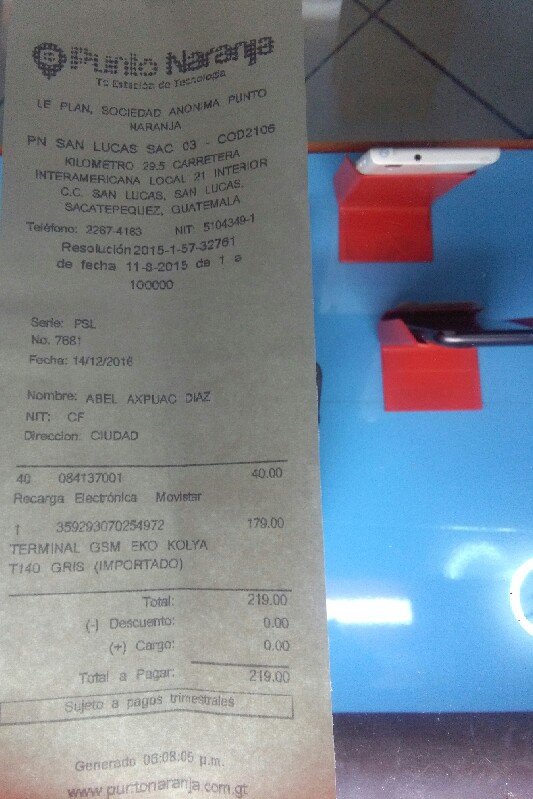 Punto Naranja
Tu Estación de Tecnología
LE PLAN, SOCIEDAD ANONIMA PUNTO
NARANJA
PN SAN LUCAS SAC 03 - COD2106
KILOMETRO 29.5 CARRETERA
INTERAMERICANA LOCAL 21 INTERIOR
C.C. SAN LUCAS, SAN LUCAS,
SACATEPEQUEZ, GUATEMALA
Teléfono: 2267-4163 NIT: 5104349-1
Resolución 2015-1-57-32761
de fecha 11-8-2015 de 1 a
100000
Serie: PSL
No. 7681
Fecha: 14/12/2016
Nombre: ABEL AXPUAC DIAZ
NIT: CF
Direccion: CIUDAD
40 084137001 40.00
Recarga Electrónica Movistar
1 359293070254972 179.00
TERMINAL GSM EKO KOLYA
T140 GRIS (IMPORTADO)
Total: 219.00
(-) Descuento: 0.00
(+) Cargo: 0.00
Total a Pagar: 219.00
Sujeto a pagos trimestrales
Generado 06:08:05 p.m.
www.puntonaranja.com.gt